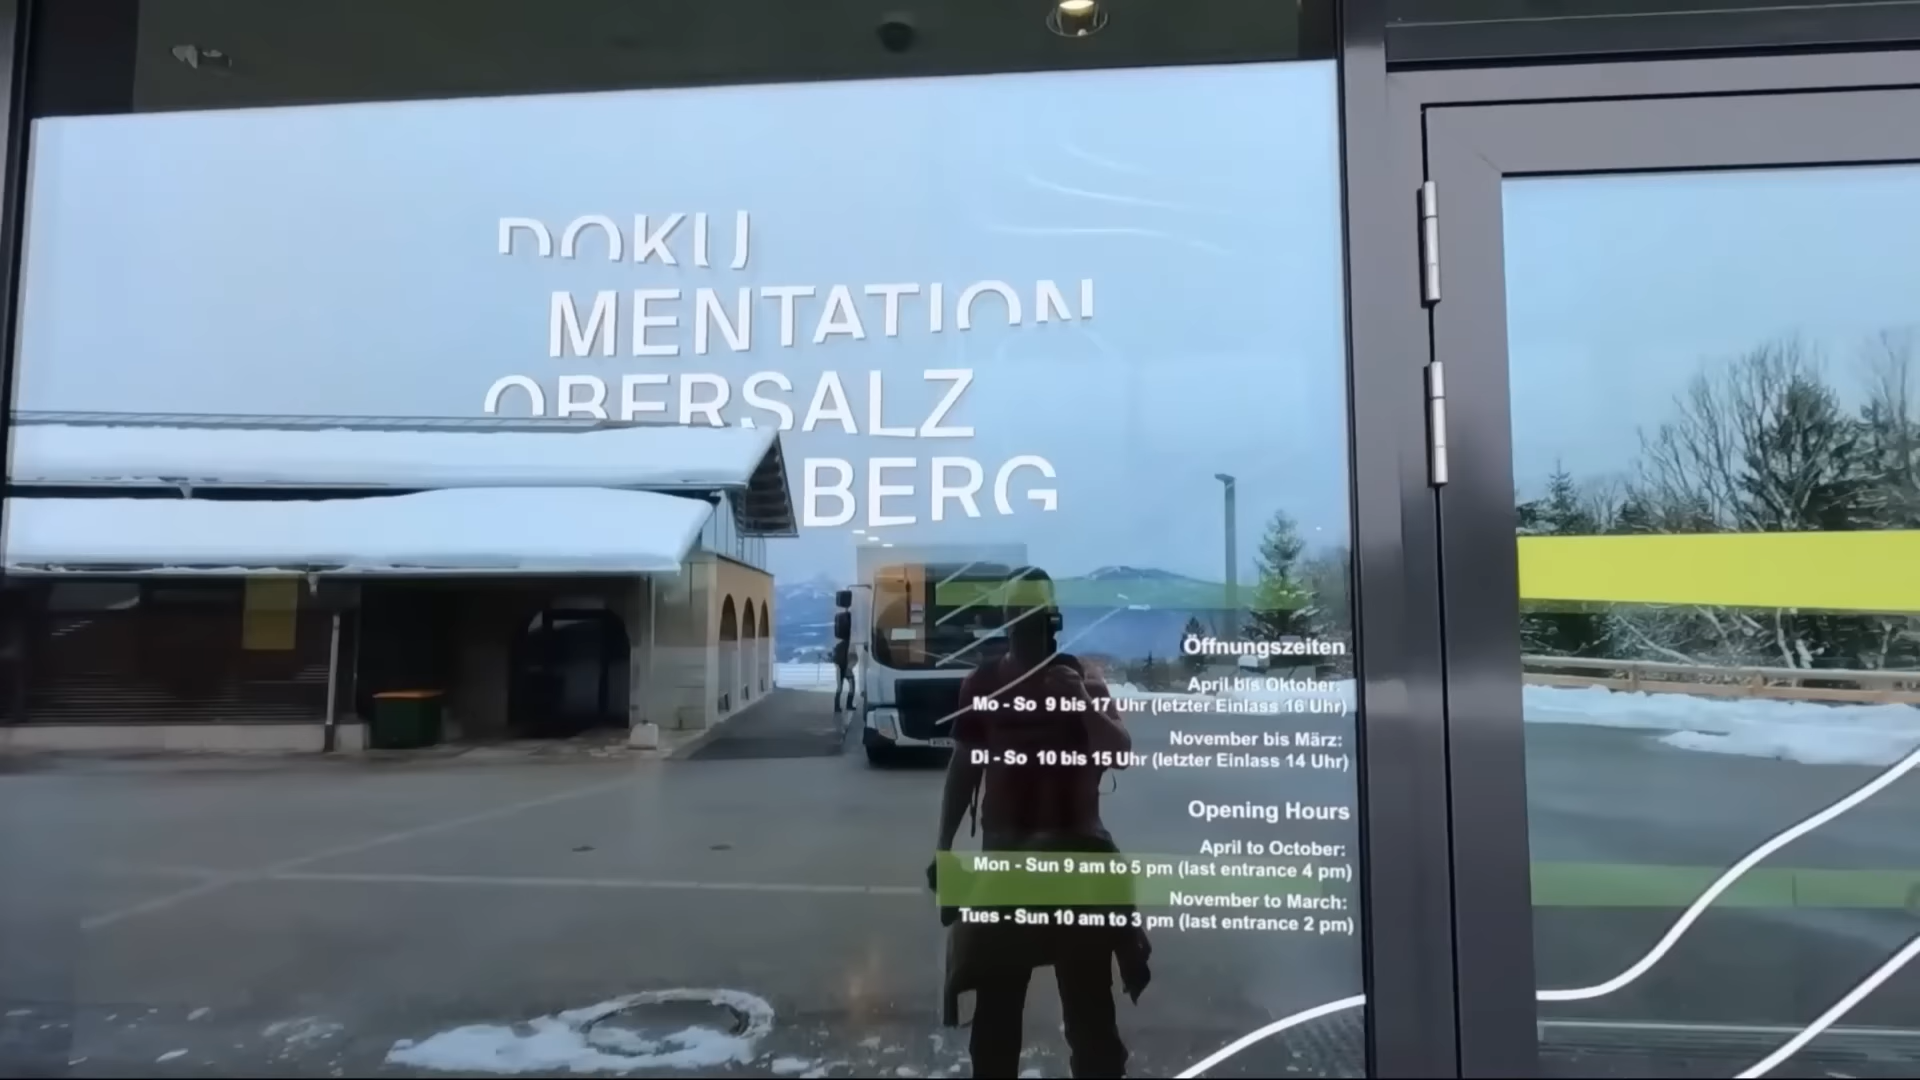 DOKU
MENTATION
OBERSALZ
BERG
Öffnungszeiten
April bis Oktober:
Mo - So 9 bis 17 Uhr (letzter Einlass 16 Uhr)
November bis März:
Di - So 10 bis 15 Uhr (letzter Einlass 14 Uhr)
Opening Hours
April to October:
Mon - Sun 9 am to 5 pm (last entrance 4 pm)
November to March:
Tues - Sun 10 am to 3 pm (last entrance 2 pm)